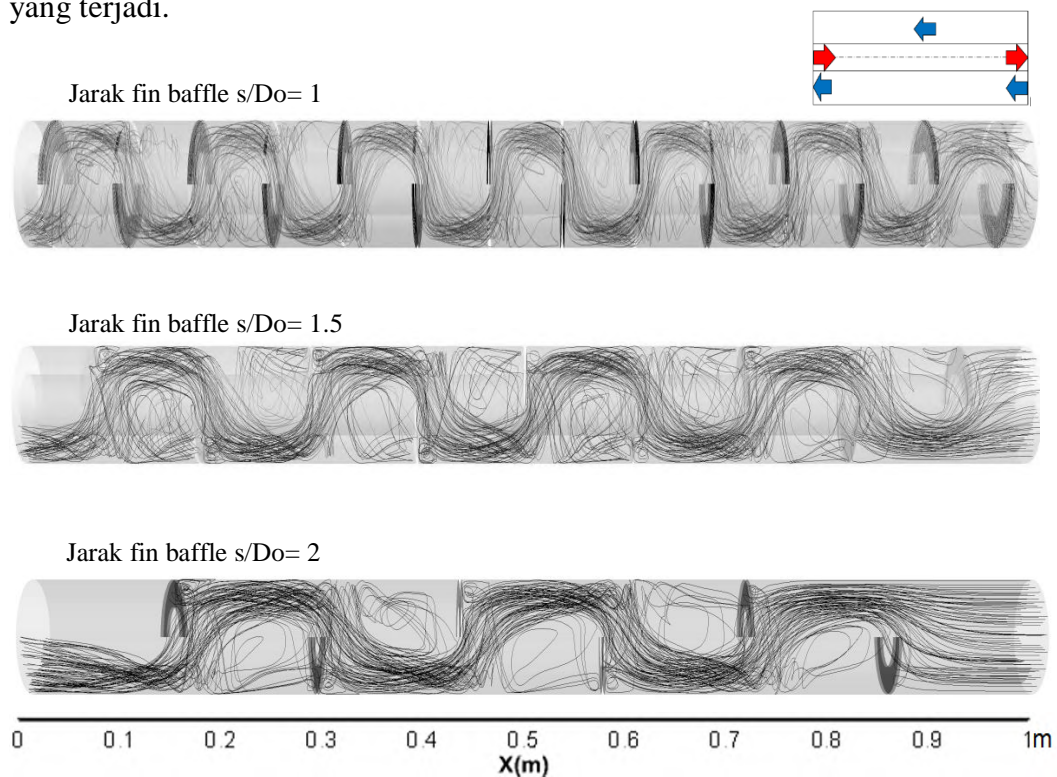 yang terjadi.
Jarak fin baffle s/Do= 1
Jarak fin baffle s/Do= 1.5
Jarak fin baffle s/Do= 2
0 0.1 0.2 0.3 0.4 0.5 0.6 0.7 0.8 0.9 1m
X(m)